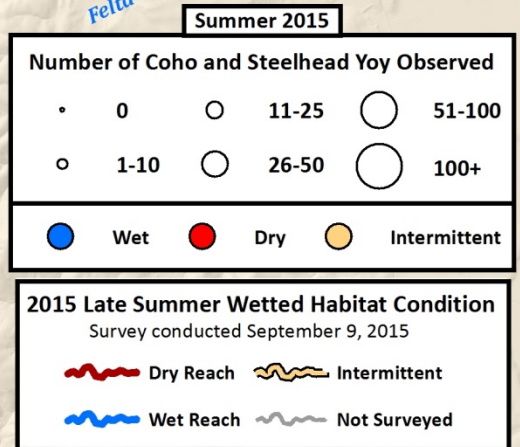 Felta
Summer 2015
Number of Coho and Steelhead Yoy Observed
0 11-25 51-100
1-10 26-50 100+
Wet Dry Intermittent
2015 Late Summer Wetted Habitat Condition
Survey conducted September 9, 2015
Dry Reach Intermittent
Wet Reach Not Surveyed